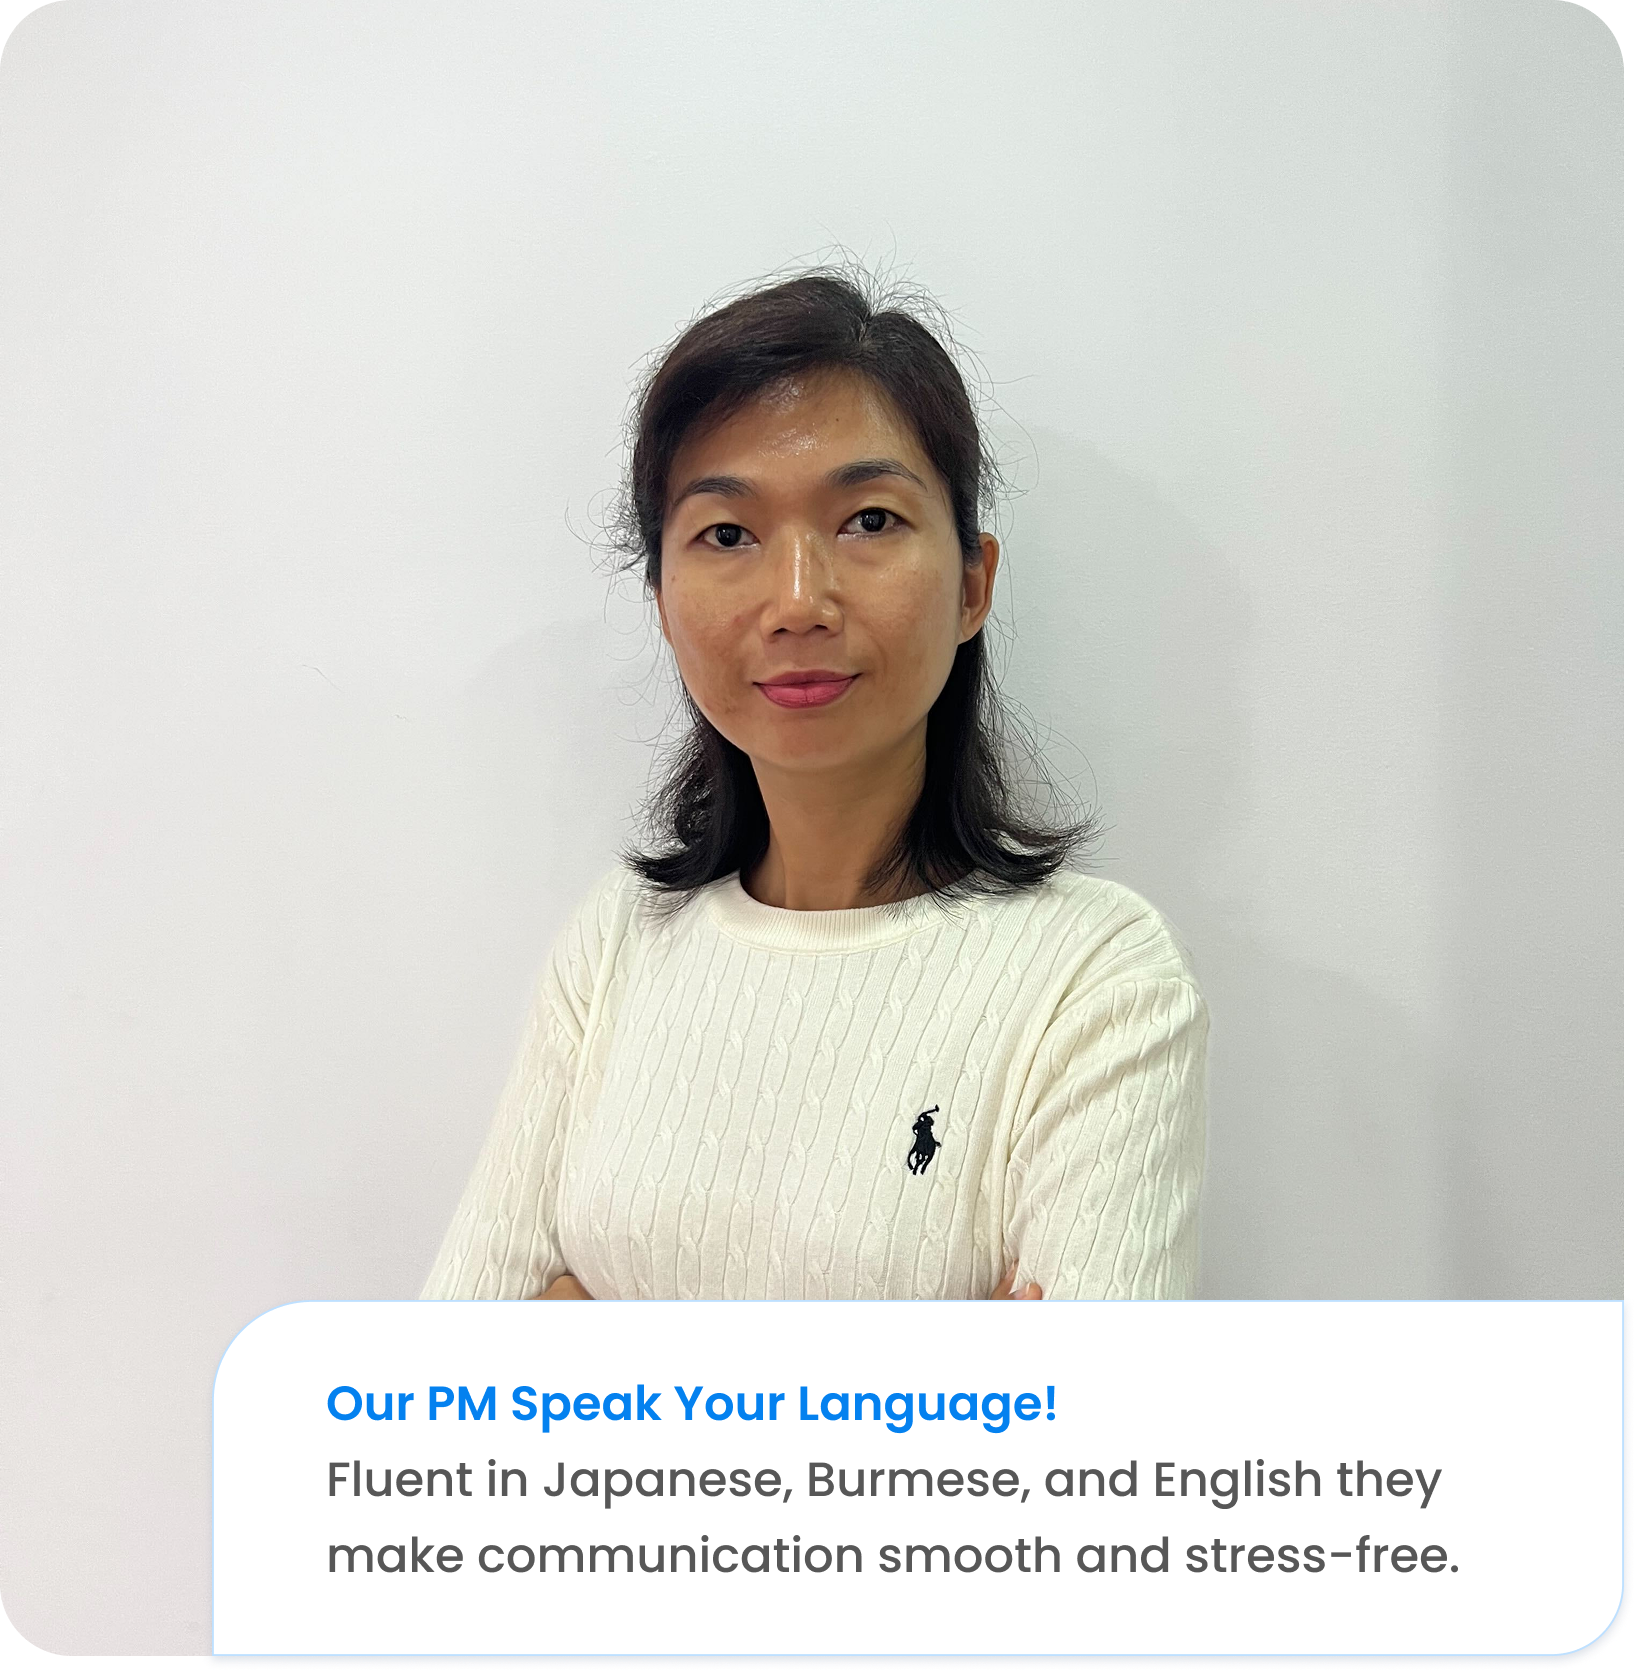 Our PM Speak Your Language!
Fluent in Japanese, Burmese, and English they
make communication smooth and stress-free.